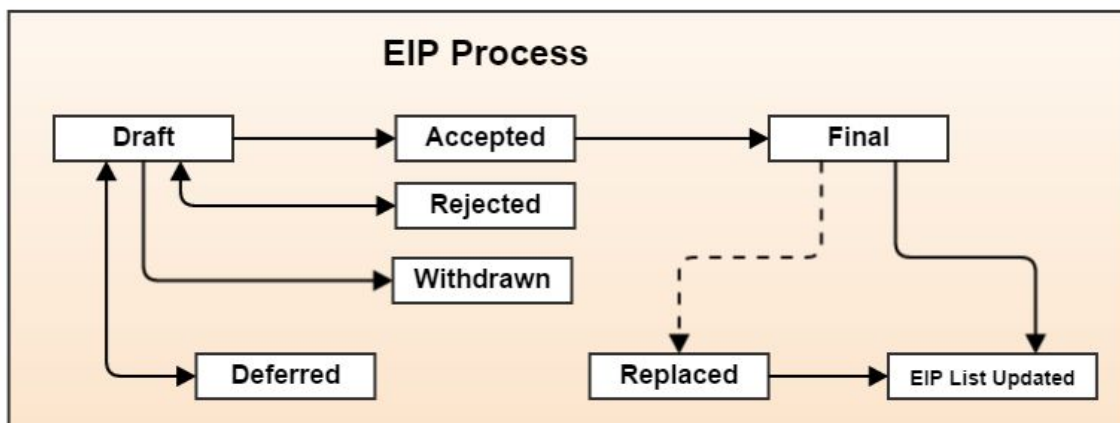 EIP Process
Draft
Accepted
Final
Rejected
Withdrawn
Deferred
Replaced
EIP List Updated